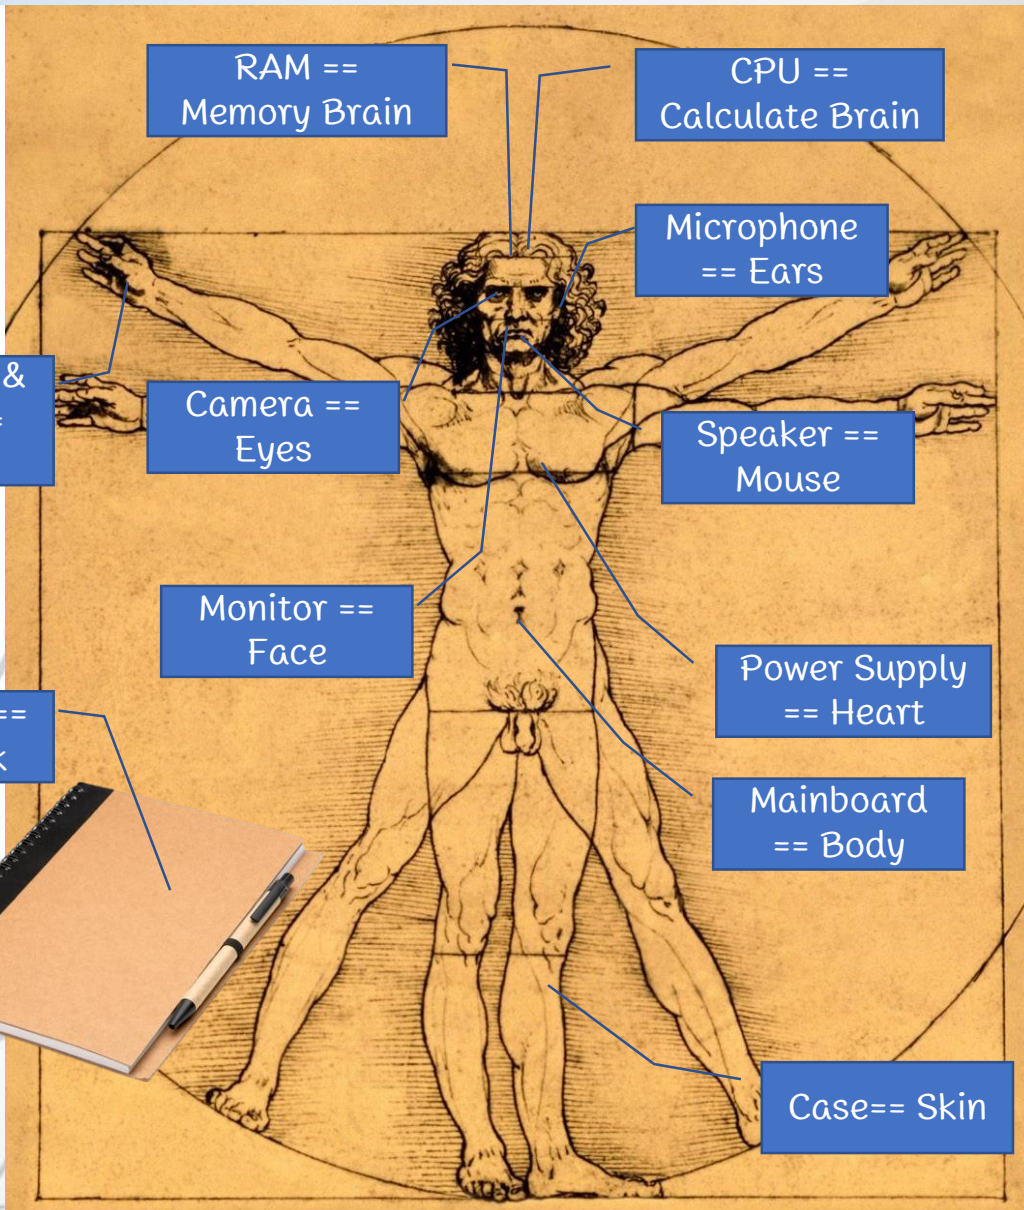 RAM ==
Memory Brain
CPU ==
Calculate Brain
Microphone
== Ears
&
Camera ==
Eyes
Speaker ==
Mouse
Monitor ==
Face
Power Supply
== Heart
==
Mainboard
== Body
Case== Skin